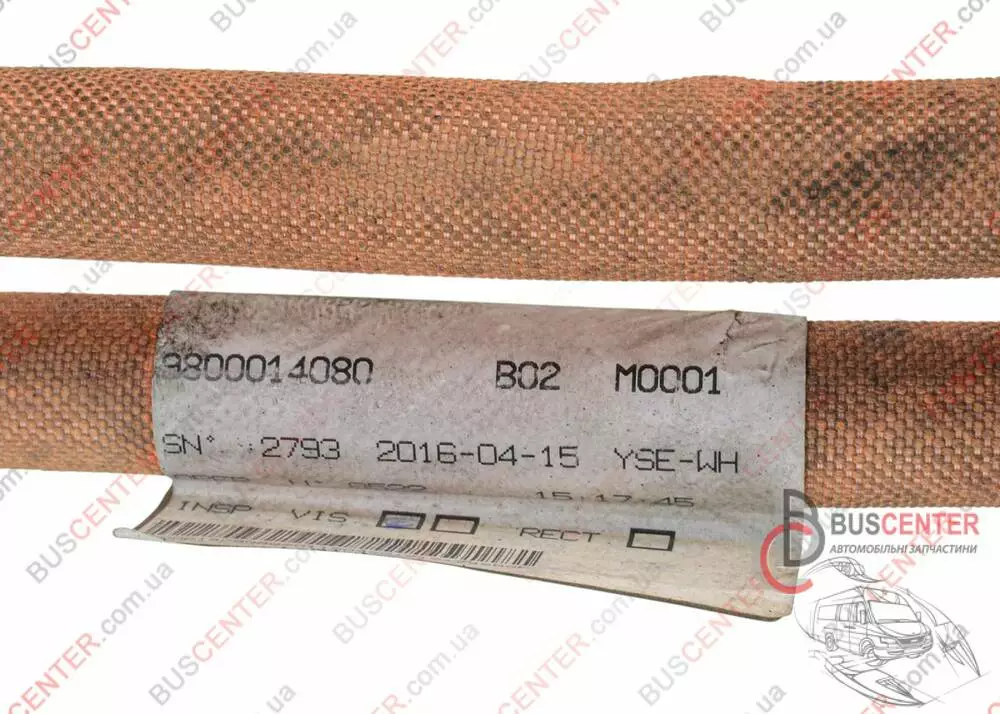 9800014080 B02 M0001
SN° 2793 2016-04-15 YSE-WH
15:17:45
INSP. VIS. RECT
BUSCENTER
АВТОМОБІЛЬНІ ЗАПЧАСТИНИ
BUSCENTER.com.ua